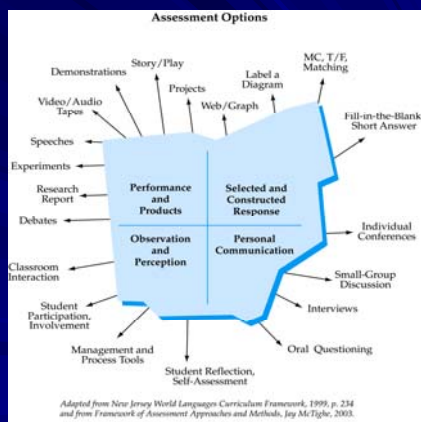 Assessment Options
Story/Play
Demonstrations
Projects
Label a
Diagram
MC, T/F,
Matching
Video/Audio
Tapes
Web/Graph
Fill-in-the-Blank
Short Answer
Speeches
Experiments
Research
Report
Debates
Performance
and
Products
Selected and
Constructed
Response
Observation
and
Perception
Personal
Communication
Individual
Conferences
Classroom
Interaction
Small-Group
Discussion
Student
Participation,
Involvement
Interviews
Management and
Process Tools
Oral Questioning
Student Reflection,
Self-Assessment
Adapted from New Jersey World Languages Curriculum Framework, 1999, p. 234
and from Framework of Assessment Approaches and Methods, Jay McTighe, 2003.